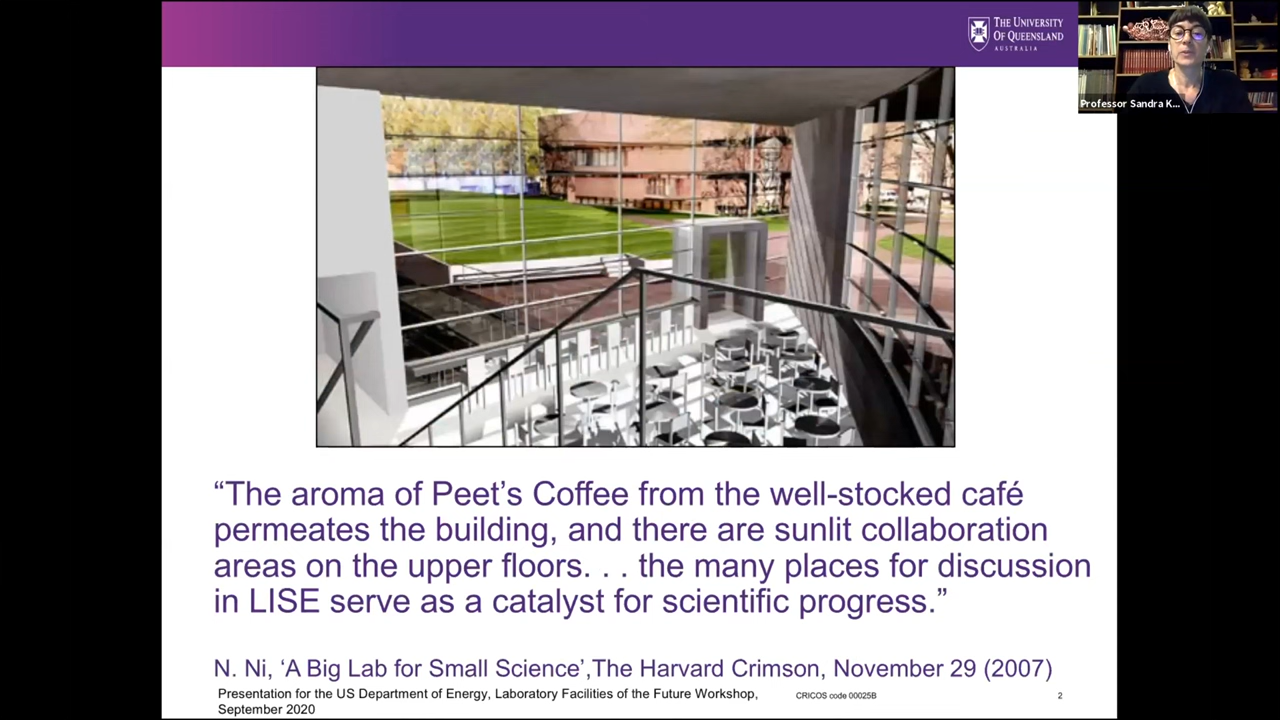 THE UNIVERSITY
OF QUEENSLAND
AUSTRALIA
Professor Sandra K...
“The aroma of Peet’s Coffee from the well-stocked café
permeates the building, and there are sunlit collaboration
areas on the upper floors. . . the many places for discussion
in LISE serve as a catalyst for scientific progress.”
N. Ni, ‘A Big Lab for Small Science’,The Harvard Crimson, November 29 (2007)
Presentation for the US Department of Energy, Laboratory Facilities of the Future Workshop,
September 2020
CRICOS code 00025B
2